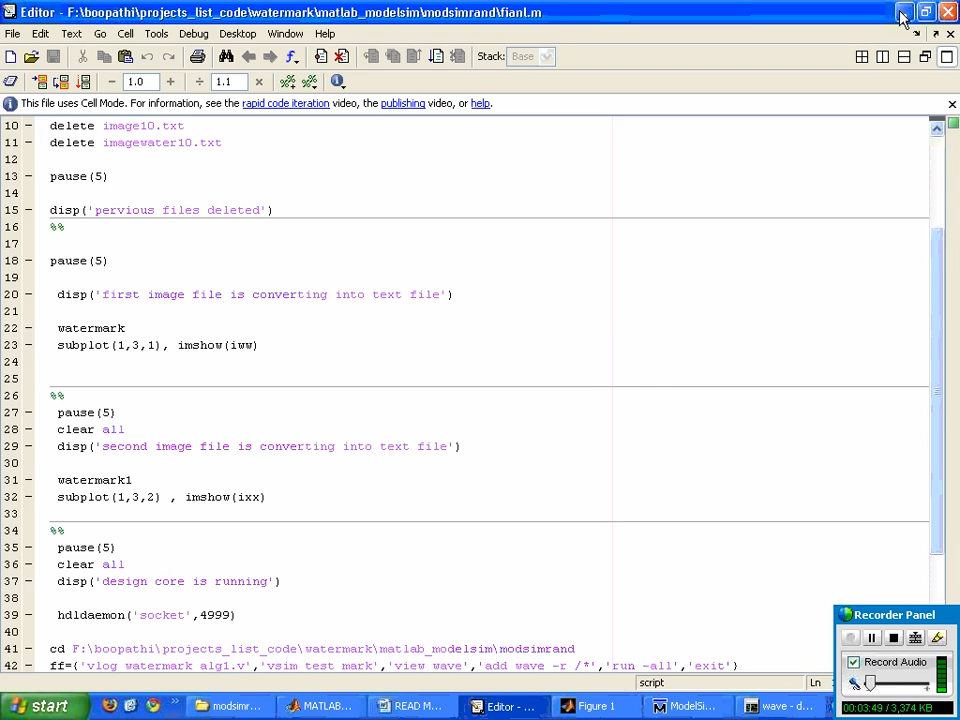 Editor - F:\boopathi\projects_list_code\watermark\matlab_modelsim\modsimrand\fianl.m
File Edit Text Go Cell Tools Debug Desktop Window Help
Stack: Base
1.0 1.1
This file uses Cell Mode. For information, see the rapid code iteration video, the publishing video, or help.
10 delete image10.txt
11 delete imagewater10.txt
12
13 pause(5)
14
15 disp('pervious files deleted')
16 %%
17
18 pause(5)
19
20 disp('first image file is converting into text file')
21
22 watermark
23 subplot(1,3,1), imshow(iww)
24
25
26 %%
27 pause(5)
28 clear all
29 disp('second image file is converting into text file')
30
31 watermark1
32 subplot(1,3,2) , imshow(ixx)
33
34 %%
35 pause(5)
36 clear all
37 disp('design core is running')
38
39 hdldaemon('socket',4999)
40
41 cd F:\boopathi\projects_list_code\watermark\matlab_modelsim\modsimrand
42 ff={'vlog watermark_alg1.v','vsim test_mark','view wave','add wave -r /*','run -all','exit'}
script Ln
Recorder Panel
Record Audio
00:03:49 / 3,374 KB
start modsimr... MATLAB... READ M... Editor - ... Figure 1 ModelSi... wave - d...